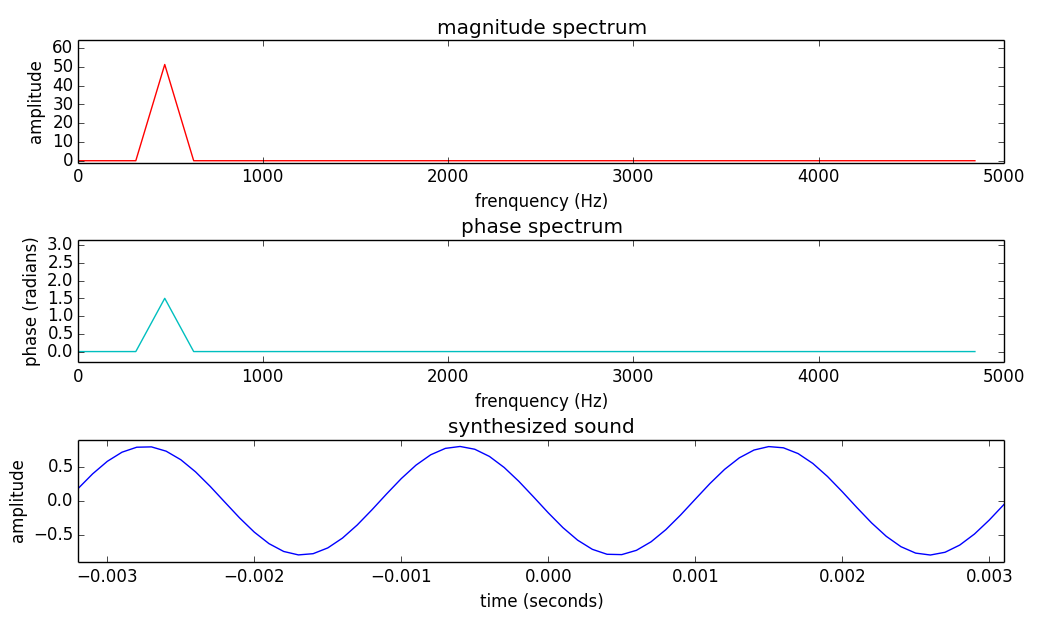 magnitude spectrum
60
50
40
30
20
10
0
amplitude
0 1000 2000 3000 4000 5000
frenquency (Hz)
phase spectrum
3.0
2.5
2.0
1.5
1.0
0.5
0.0
phase (radians)
0 1000 2000 3000 4000 5000
frenquency (Hz)
synthesized sound
0.5
0.0
−0.5
amplitude
−0.003 −0.002 −0.001 0.000 0.001 0.002 0.003
time (seconds)